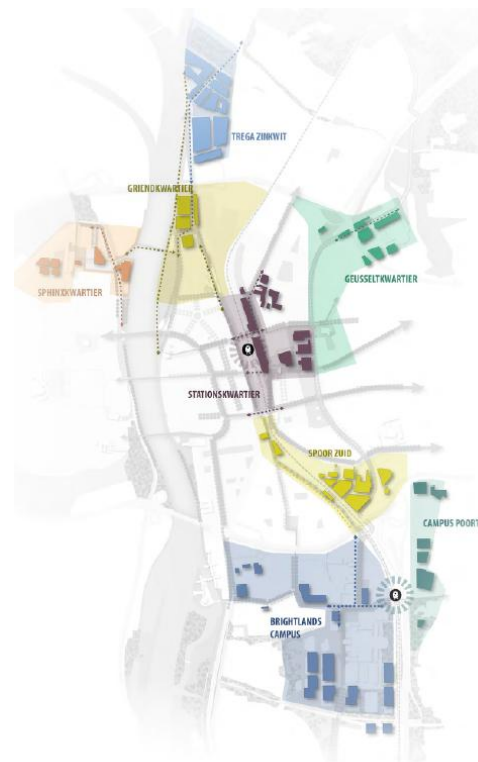 TREGA ZINKWIT
GRIENDKWARTIER
SPHINXKWARTIER
GEUSSELTKWARTIER
STATIONSKWARTIER
SPOOR ZUID
CAMPUS POORT
BRIGHTLANDS
CAMPUS